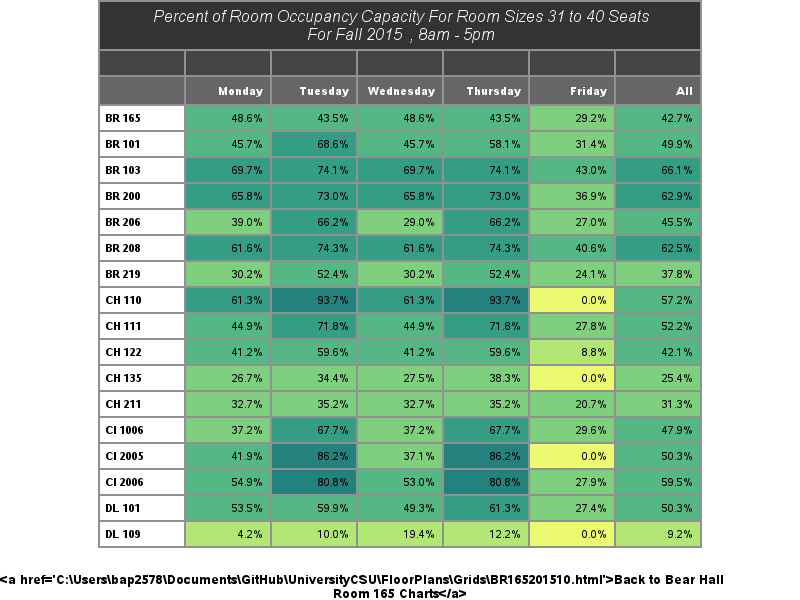 Percent of Room Occupancy Capacity For Room Sizes 31 to 40 Seats
For Fall 2015 , 8am - 5pm
Monday Tuesday Wednesday Thursday Friday All
BR 165 48.6% 43.5% 48.6% 43.5% 29.2% 42.7%
BR 101 45.7% 68.6% 45.7% 58.1% 31.4% 49.9%
BR 103 69.7% 74.1% 69.7% 74.1% 43.0% 66.1%
BR 200 65.8% 73.0% 65.8% 73.0% 36.9% 62.9%
BR 206 39.0% 66.2% 29.0% 66.2% 27.0% 45.5%
BR 208 61.6% 74.3% 61.6% 74.3% 40.6% 62.5%
BR 219 30.2% 52.4% 30.2% 52.4% 24.1% 37.8%
CH 110 61.3% 93.7% 61.3% 93.7% 0.0% 57.2%
CH 111 44.9% 71.8% 44.9% 71.8% 27.8% 52.2%
CH 122 41.2% 59.6% 41.2% 59.6% 8.8% 42.1%
CH 135 26.7% 34.4% 27.5% 38.3% 0.0% 25.4%
CH 211 32.7% 35.2% 32.7% 35.2% 20.7% 31.3%
CI 1006 37.2% 67.7% 37.2% 67.7% 29.6% 47.9%
CI 2005 41.9% 86.2% 37.1% 86.2% 0.0% 50.3%
CI 2006 54.9% 80.8% 53.0% 80.8% 27.9% 59.5%
DL 101 53.5% 59.9% 49.3% 61.3% 27.4% 50.3%
DL 109 4.2% 10.0% 19.4% 12.2% 0.0% 9.2%
<a href='C:\Users\bap2578\Documents\GitHub\UniversityCSU\FloorPlans\Grids\BR165201510.html'>Back to Bear Hall
Room 165 Charts</a>